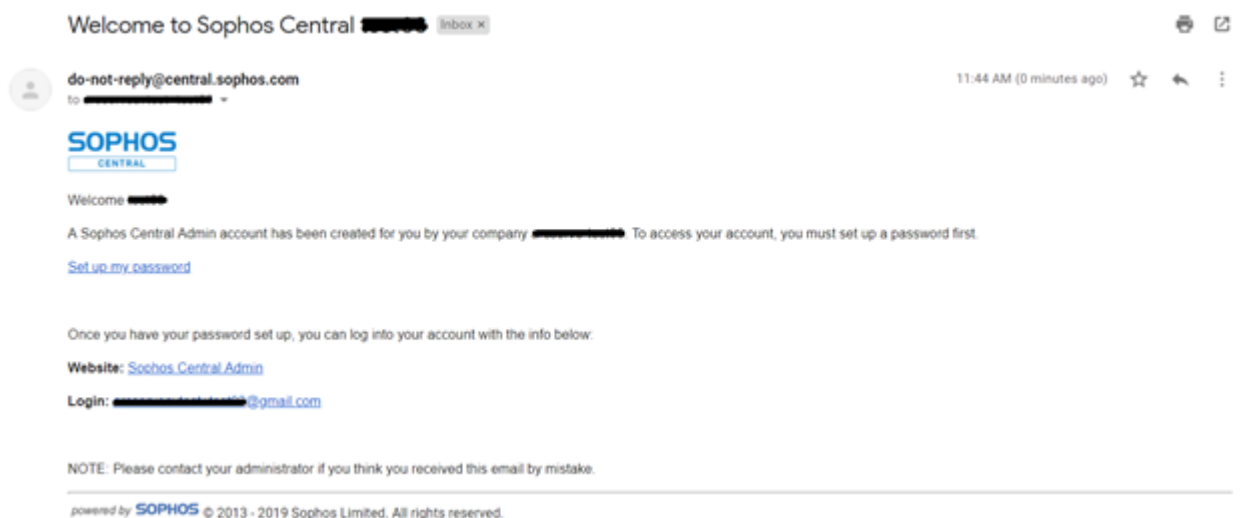 Welcome to Sophos Central
Inbox ×
do-not-reply@central.sophos.com
11:44 AM (0 minutes ago)
to
SOPHOS
CENTRAL
Welcome
A Sophos Central Admin account has been created for you by your company . To access your account, you must set up a password first.
Set up my password
Once you have your password set up, you can log into your account with the info below:
Website: Sophos Central Admin
Login: @gmail.com
NOTE: Please contact your administrator if you think you received this email by mistake.
powered by SOPHOS © 2013 - 2019 Sophos Limited. All rights reserved.